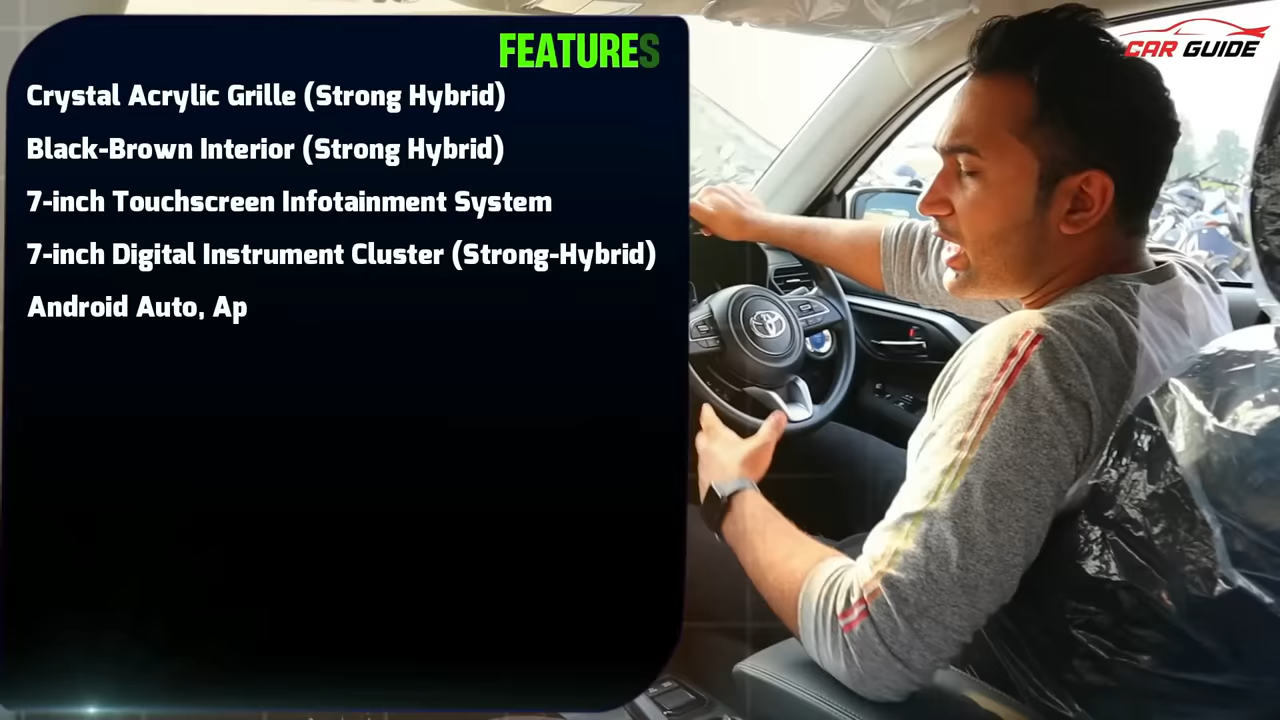 FEATURES
CAR GUIDE
Crystal Acrylic Grille (Strong Hybrid)
Black-Brown Interior (Strong Hybrid)
7-inch Touchscreen Infotainment System
7-inch Digital Instrument Cluster (Strong-Hybrid)
Android Auto, Ap